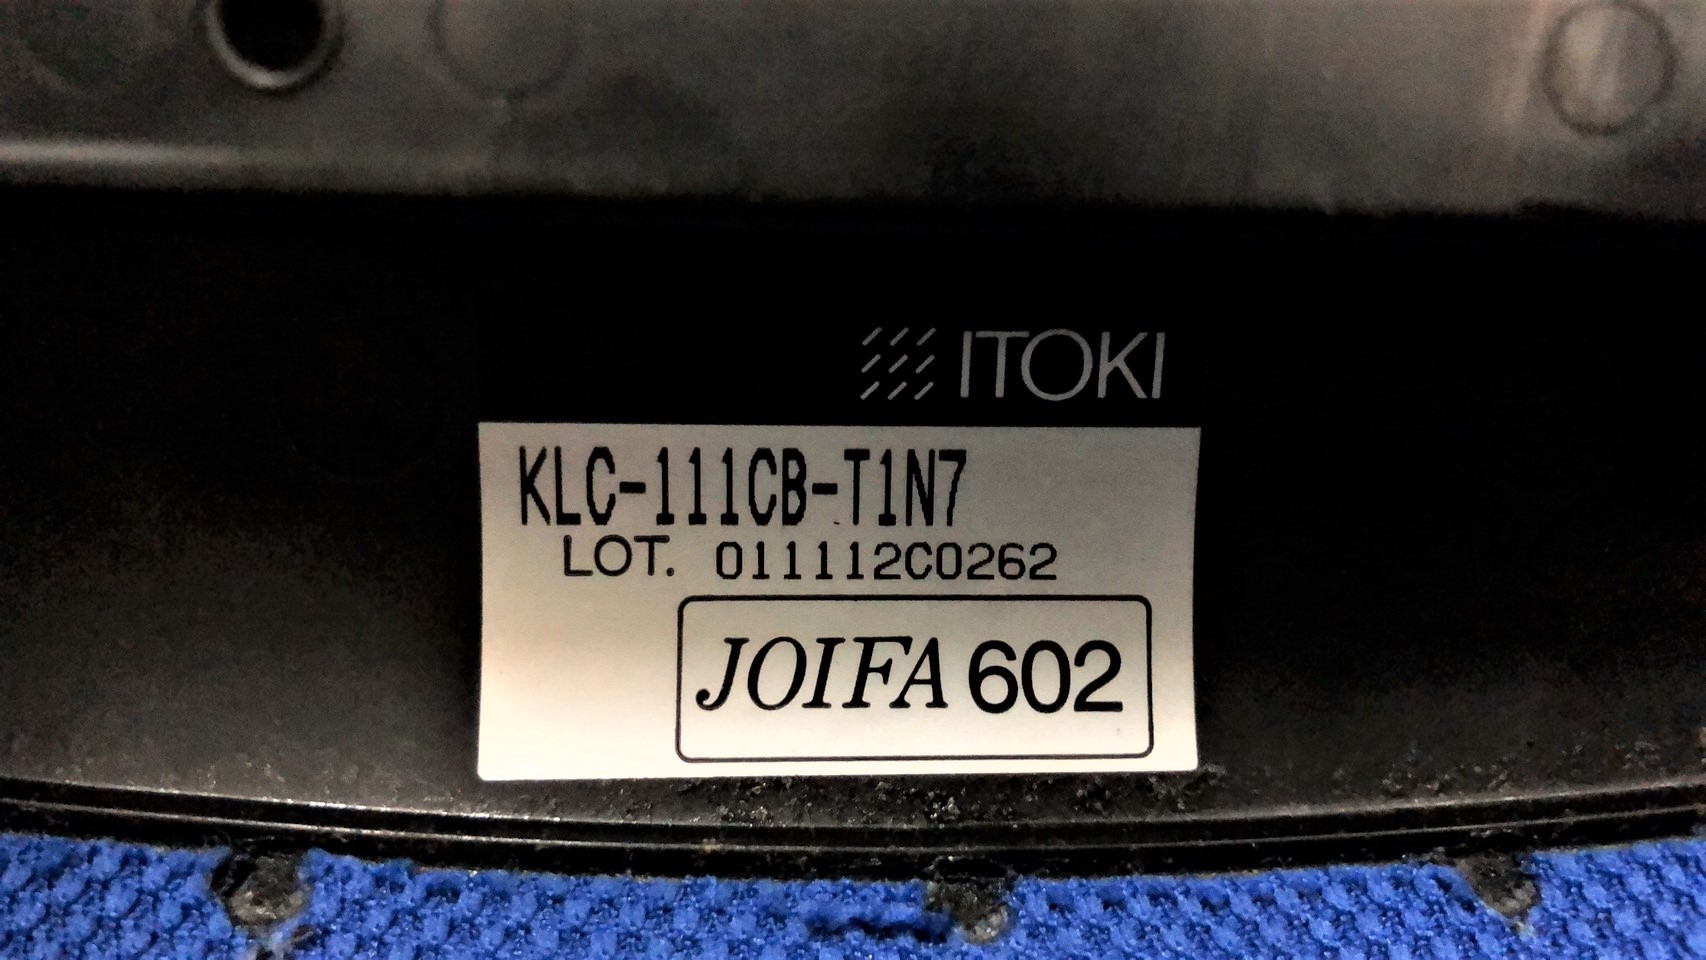 ITOKI
KLC-111CB-T1N7
LOT. 011112C0262
JOIFA 602